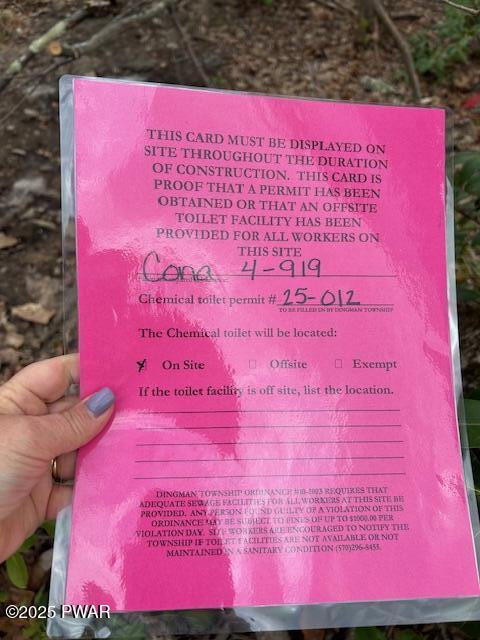 THIS CARD MUST BE DISPLAYED ON
SITE THROUGHOUT THE DURATION
OF CONSTRUCTION. THIS CARD IS
PROOF THAT A PERMIT HAS BEEN
OBTAINED OR THAT AN OFFSITE
TOILET FACILITY HAS BEEN
PROVIDED FOR ALL WORKERS ON
THIS SITE
Cona 4-919
Chemical toilet permit # 25-012
TO BE FILLED IN BY DINGMAN TOWNSHIP
The Chemical toilet will be located:
☒ On Site ☐ Offsite ☐ Exempt
If the toilet facility is off site, list the location.
DINGMAN TOWNSHIP ORDINANCE #10-2003 REQUIRES THAT
ADEQUATE SEWAGE FACILITIES FOR ALL WORKERS AT THIS SITE BE
PROVIDED. ANY PERSON FOUND GUILTY OF A VIOLATION OF THIS
ORDINANCE MAY BE SUBJECT TO FINES OF UP TO $1000.00 PER
VIOLATION DAY. SITE WORKERS ARE ENCOURAGED TO NOTIFY THE
TOWNSHIP IF TOILET FACILITIES ARE NOT AVAILABLE OR NOT
MAINTAINED IN A SANITARY CONDITION (570)296-8455.
©2025 PWAR